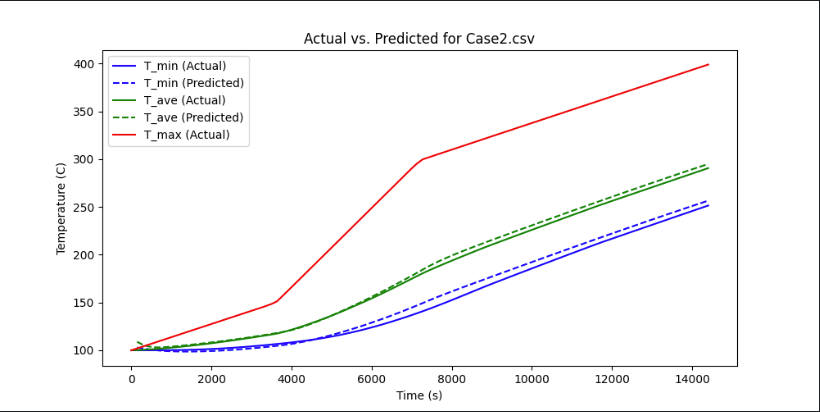 Actual vs. Predicted for Case2.csv
T_min (Actual)
T_min (Predicted)
T_ave (Actual)
T_ave (Predicted)
T_max (Actual)
Temperature (C)
400
350
300
250
200
150
100
0 2000 4000 6000 8000 10000 12000 14000
Time (s)